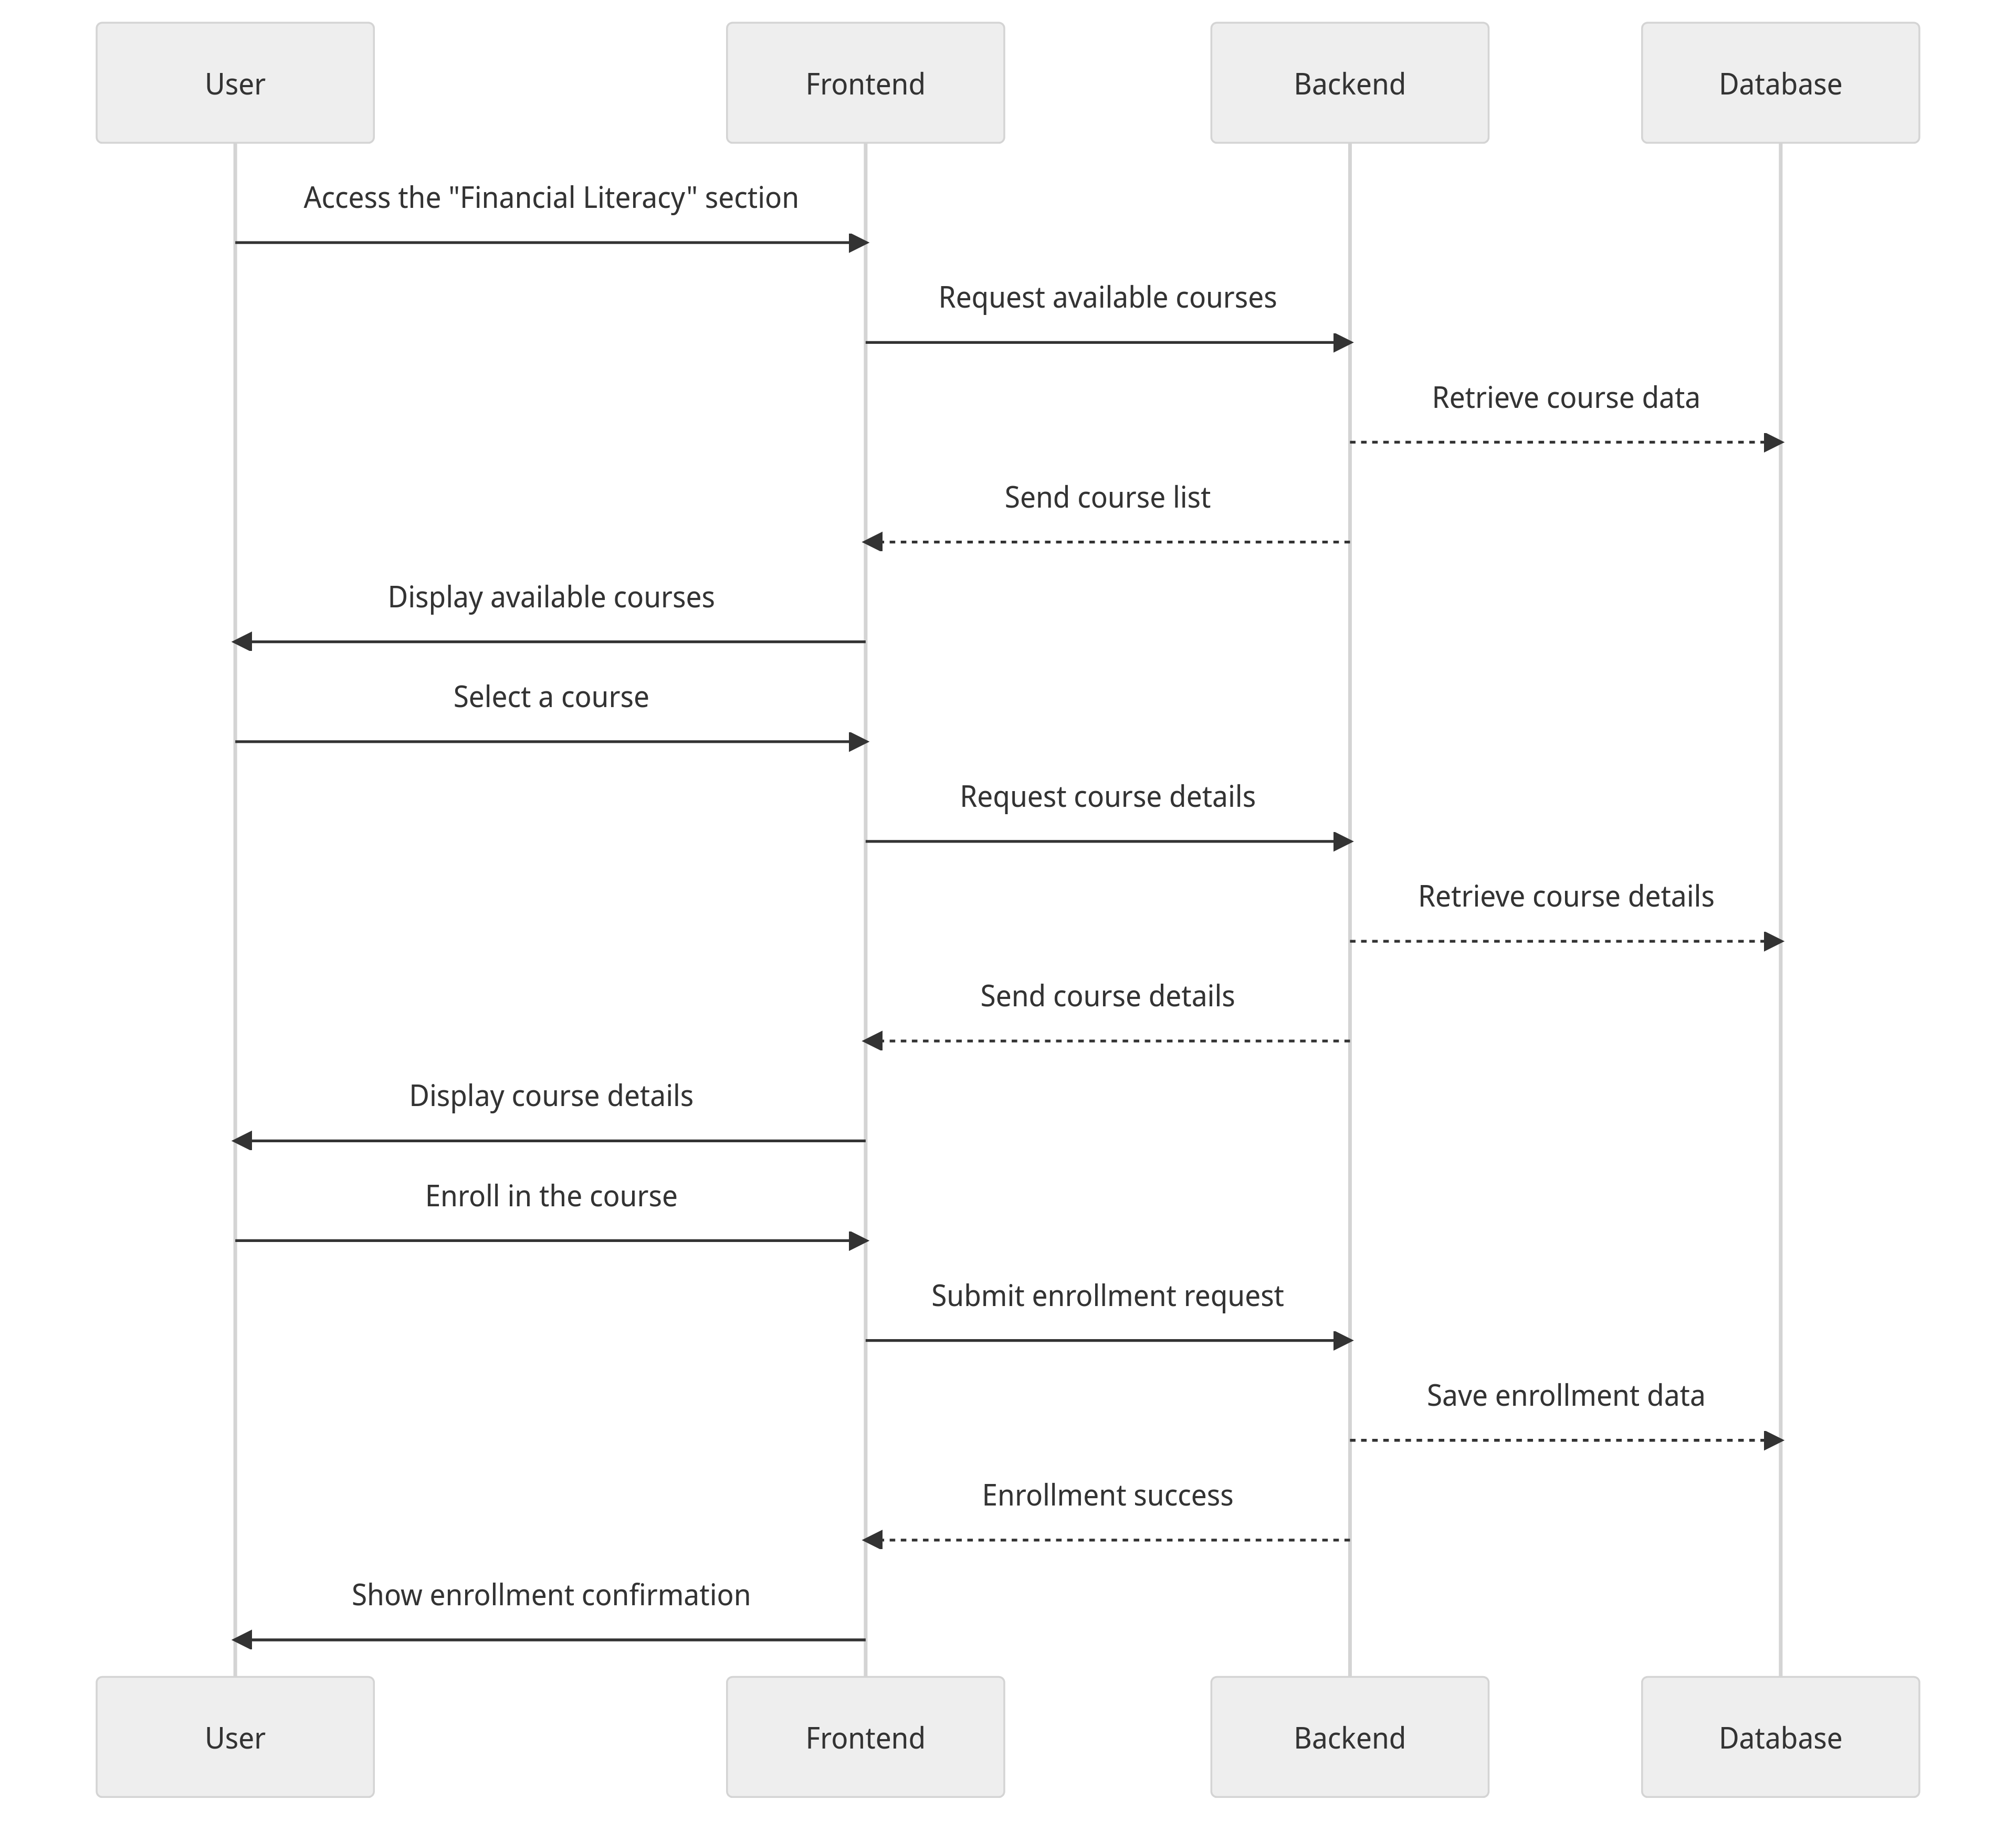 User
Frontend
Backend
Database
Access the "Financial Literacy" section
Request available courses
Retrieve course data
Send course list
Display available courses
Select a course
Request course details
Retrieve course details
Send course details
Display course details
Enroll in the course
Submit enrollment request
Save enrollment data
Enrollment success
Show enrollment confirmation
User
Frontend
Backend
Database